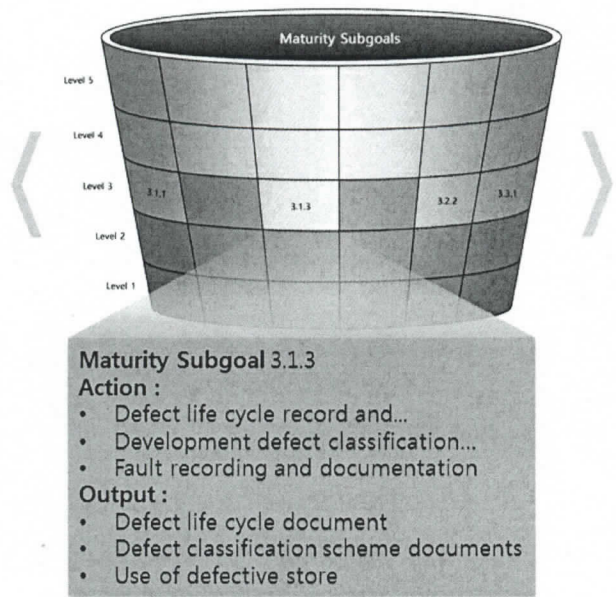 Maturity Subgoals
Level 5
Level 4
Level 3
3.1.1
3.1.3
3.2.2
3.3.1
Level 2
Level 1
Maturity Subgoal 3.1.3
Action :
• Defect life cycle record and...
• Development defect classification...
• Fault recording and documentation
Output :
• Defect life cycle document
• Defect classification scheme documents
• Use of defective store